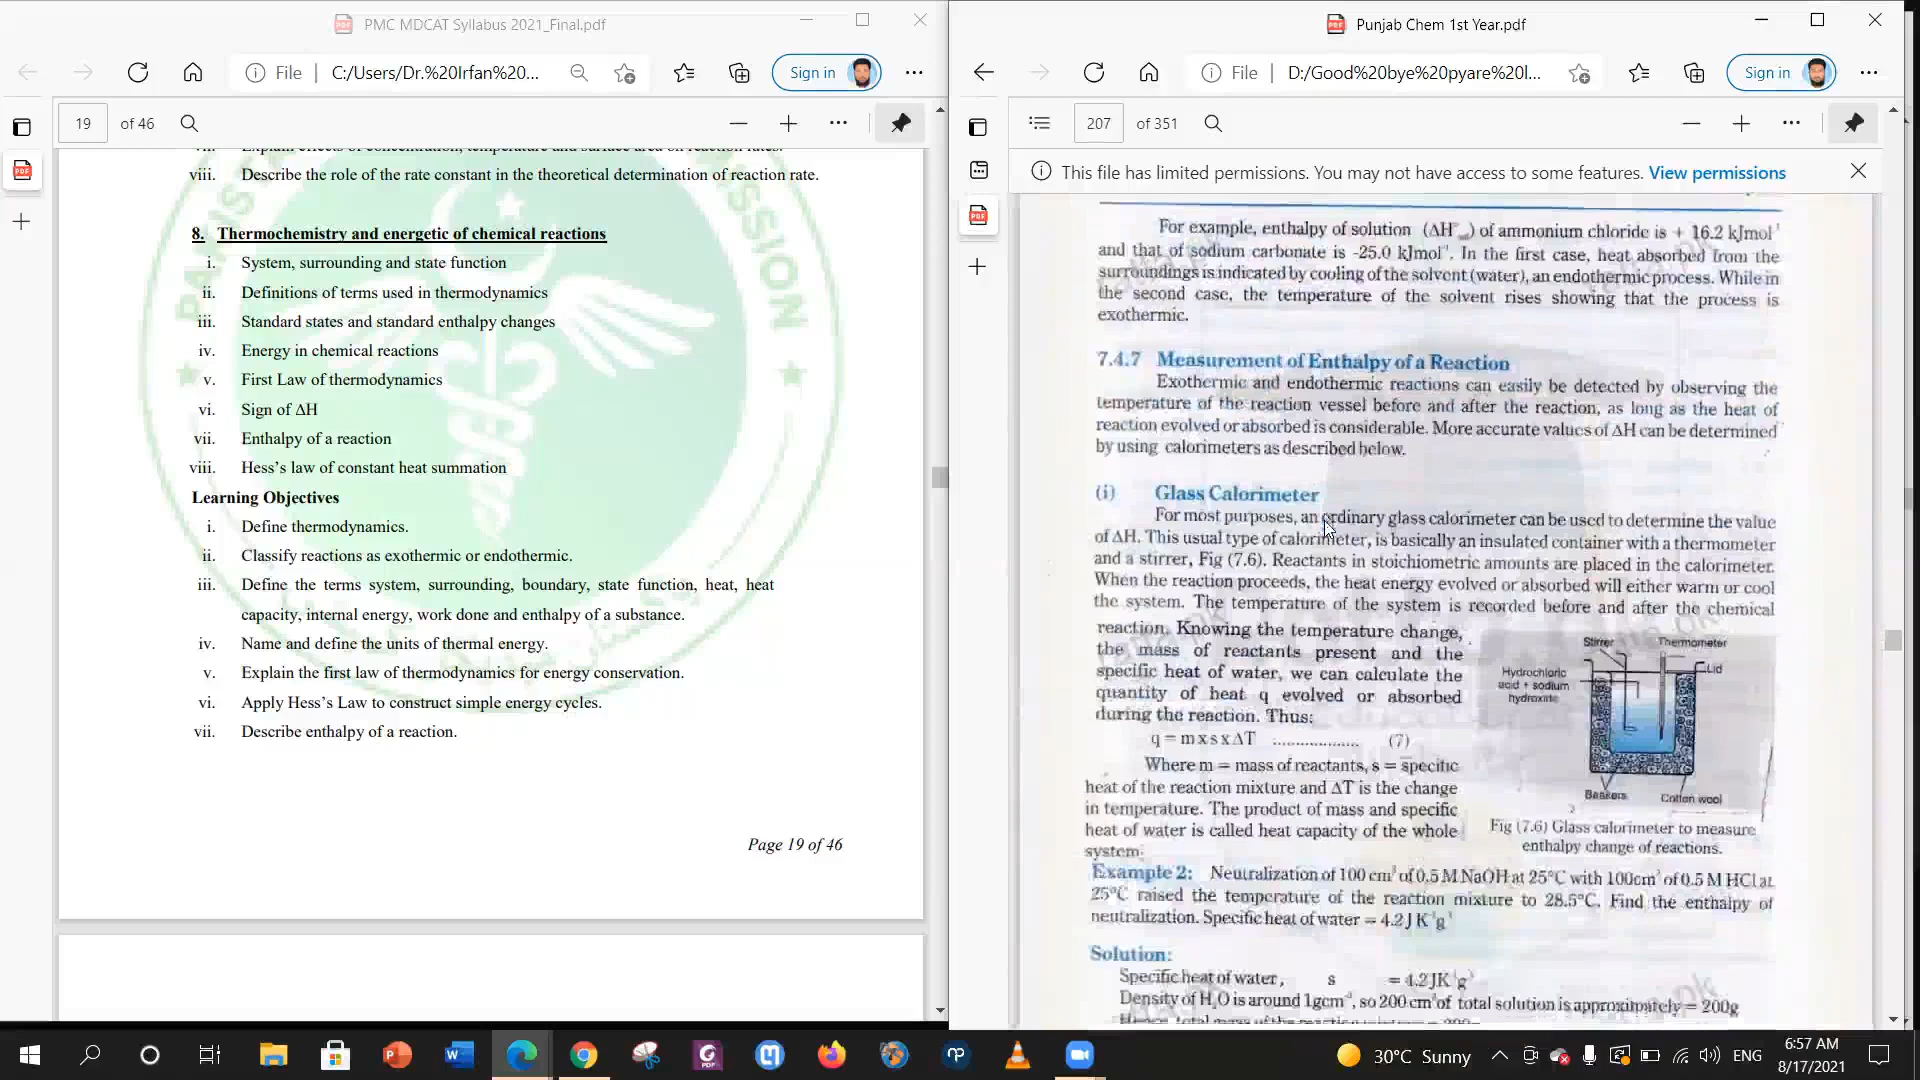 PMC MDCAT Syllabus 2021_Final.pdf
File
C:/Users/Dr.%20Irfan%20...
Sign in
19
of 46
viii. Describe the role of the rate constant in the theoretical determination of reaction rate.
8. Thermochemistry and energetic of chemical reactions
i. System, surrounding and state function
ii. Definitions of terms used in thermodynamics
iii. Standard states and standard enthalpy changes
iv. Energy in chemical reactions
v. First Law of thermodynamics
vi. Sign of ΔH
vii. Enthalpy of a reaction
viii. Hess's law of constant heat summation
Learning Objectives
i. Define thermodynamics.
ii. Classify reactions as exothermic or endothermic.
iii. Define the terms system, surrounding, boundary, state function, heat, heat
capacity, internal energy, work done and enthalpy of a substance.
iv. Name and define the units of thermal energy.
v. Explain the first law of thermodynamics for energy conservation.
vi. Apply Hess's Law to construct simple energy cycles.
vii. Describe enthalpy of a reaction.
Page 19 of 46
Punjab Chem 1st Year.pdf
File
D:/Good%20bye%20pyare%20l...
Sign in
207
of 351
This file has limited permissions. You may not have access to some features. View permissions
For example, enthalpy of solution (ΔH°) of ammonium chloride is + 16.2 kJmol⁻¹
and that of sodium carbonate is -25.0 kJmol⁻¹. In the first case, heat absorbed from the
surroundings is indicated by cooling of the solvent (water), an endothermic process. While in
the second case, the temperature of the solvent rises showing that the process is
exothermic.
7.4.7 Measurement of Enthalpy of a Reaction
Exothermic and endothermic reactions can easily be detected by observing the
temperature of the reaction vessel before and after the reaction, as long as the heat of
reaction evolved or absorbed is considerable. More accurate values of ΔH can be determined
by using calorimeters as described below.
(i) Glass Calorimeter
For most purposes, an ordinary glass calorimeter can be used to determine the value
of ΔH. This usual type of calorimeter, is basically an insulated container with a thermometer
and a stirrer, Fig (7.6). Reactants in stoichiometric amounts are placed in the calorimeter.
When the reaction proceeds, the heat energy evolved or absorbed will either warm or cool
the system. The temperature of the system is recorded before and after the chemical
reaction. Knowing the temperature change,
the mass of reactants present and the
specific heat of water, we can calculate the
quantity of heat q evolved or absorbed
during the reaction. Thus:
q = m x s x ΔT .................... (7)
Where m = mass of reactants, s = specific
heat of the reaction mixture and ΔT is the change
in temperature. The product of mass and specific
heat of water is called heat capacity of the whole
system.
Stirrer
Thermometer
Lid
Hydrochloric
acid + sodium
hydroxide
Beakers
Cotton wool
Fig (7.6) Glass calorimeter to measure
enthalpy change of reactions.
Example 2: Neutralization of 100 cm³ of 0.5 M NaOH at 25°C with 100cm³ of 0.5 M HCl at
25°C raised the temperature of the reaction mixture to 28.5°C. Find the enthalpy of
neutralization. Specific heat of water = 4.2 J K⁻¹g⁻¹
Solution:
Specific heat of water, s = 4.2 JK⁻¹g⁻¹
Density of H₂O is around 1gcm⁻³, so 200 cm³ of total solution is approximately = 200g
30°C Sunny
ENG
6:57 AM
8/17/2021